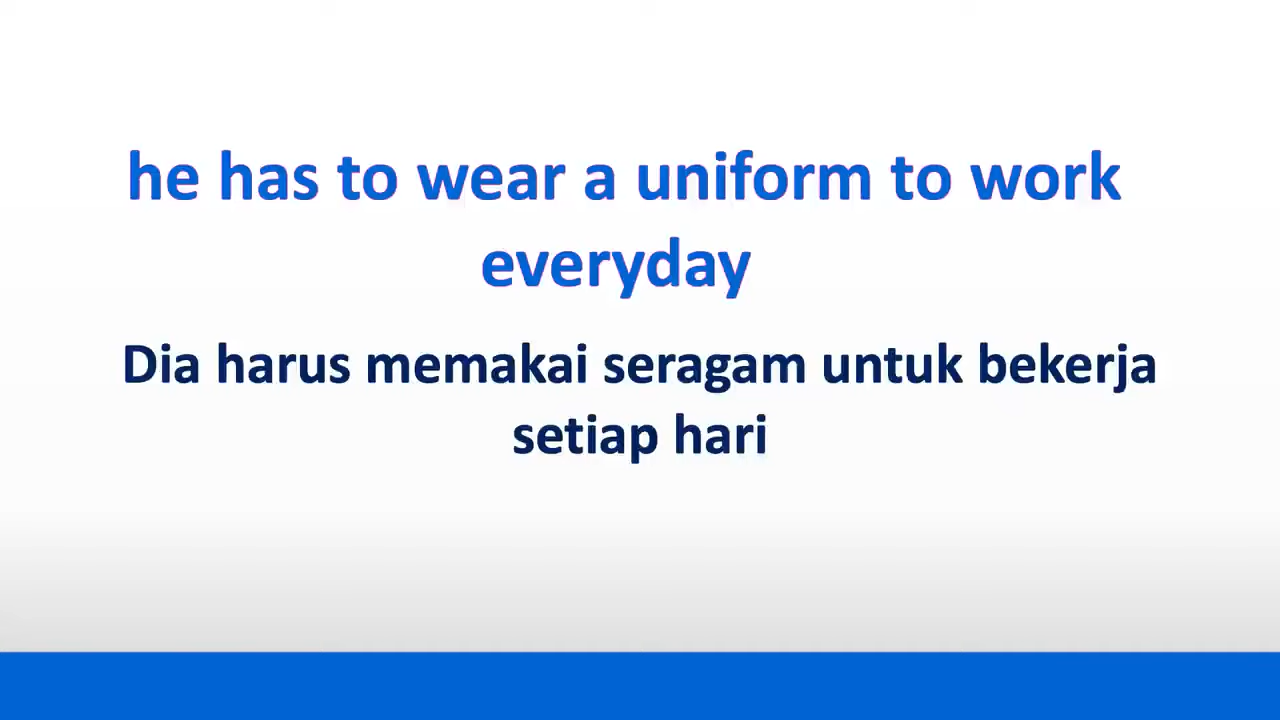 he has to wear a uniform to work
everyday
Dia harus memakai seragam untuk bekerja
setiap hari